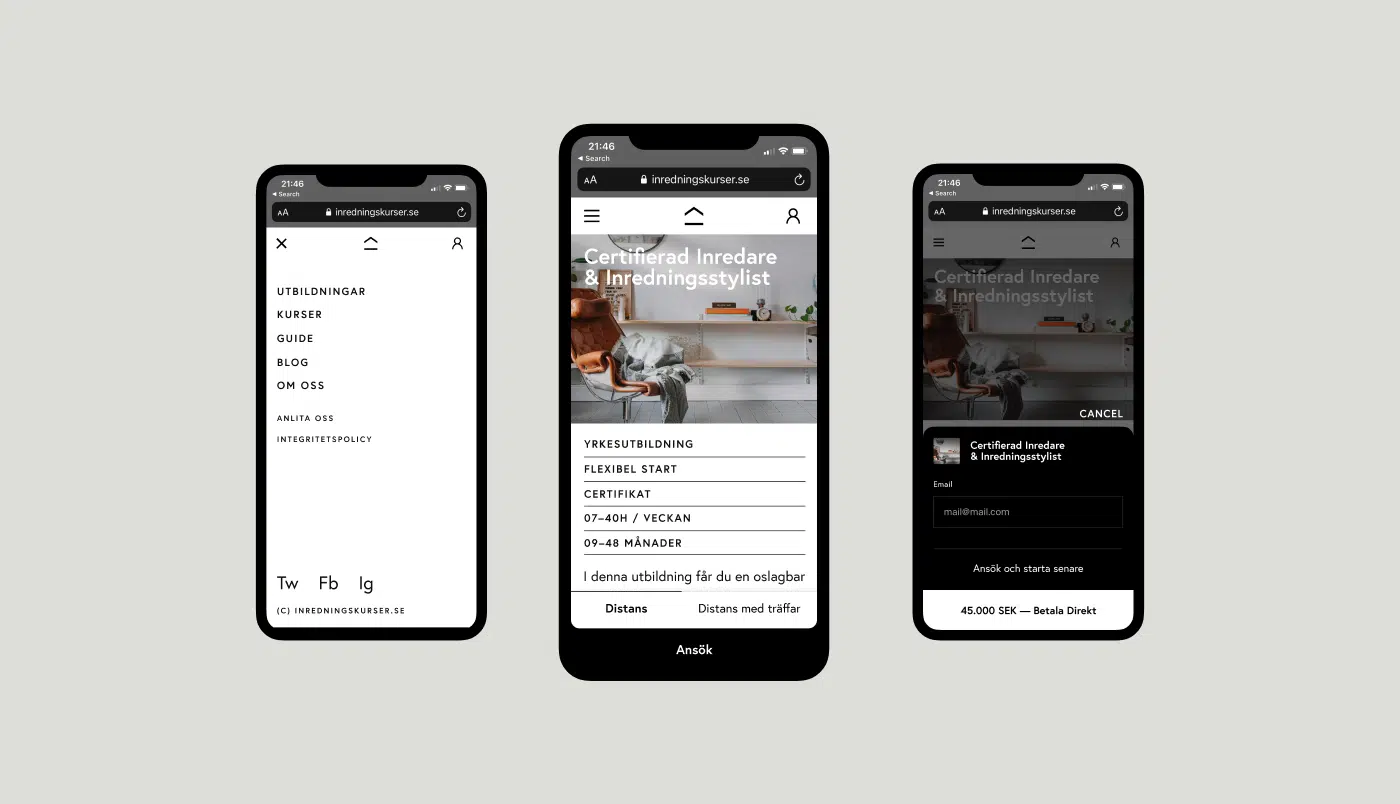 21:46
Search
AA
inredningskurser.se
UTBILDNINGAR
KURSER
GUIDE
BLOG
OM OSS
ANLITA OSS
INTEGRITETSPOLICY
Tw Fb Ig
(C) INREDNINGSKURSER.SE
21:46
Search
AA
inredningskurser.se
Certifierad Inredare
& Inredningsstylist
YRKESUTBILDNING
FLEXIBEL START
CERTIFIKAT
07–40H / VECKAN
09–48 MÅNADER
I denna utbildning får du en oslagbar
Distans Distans med träffar
Ansök
21:46
Search
AA
inredningskurser.se
Certifierad Inredare
& Inredningsstylist
CANCEL
Certifierad Inredare
& Inredningsstylist
Email
mail@mail.com
Ansök och starta senare
45.000 SEK — Betala Direkt